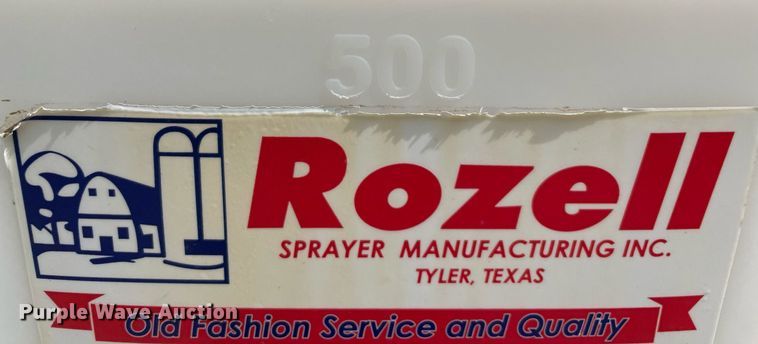 500
Rozell
SPRAYER MANUFACTURING INC.
TYLER, TEXAS
Old Fashion Service and Quality
Purple Wave Auction